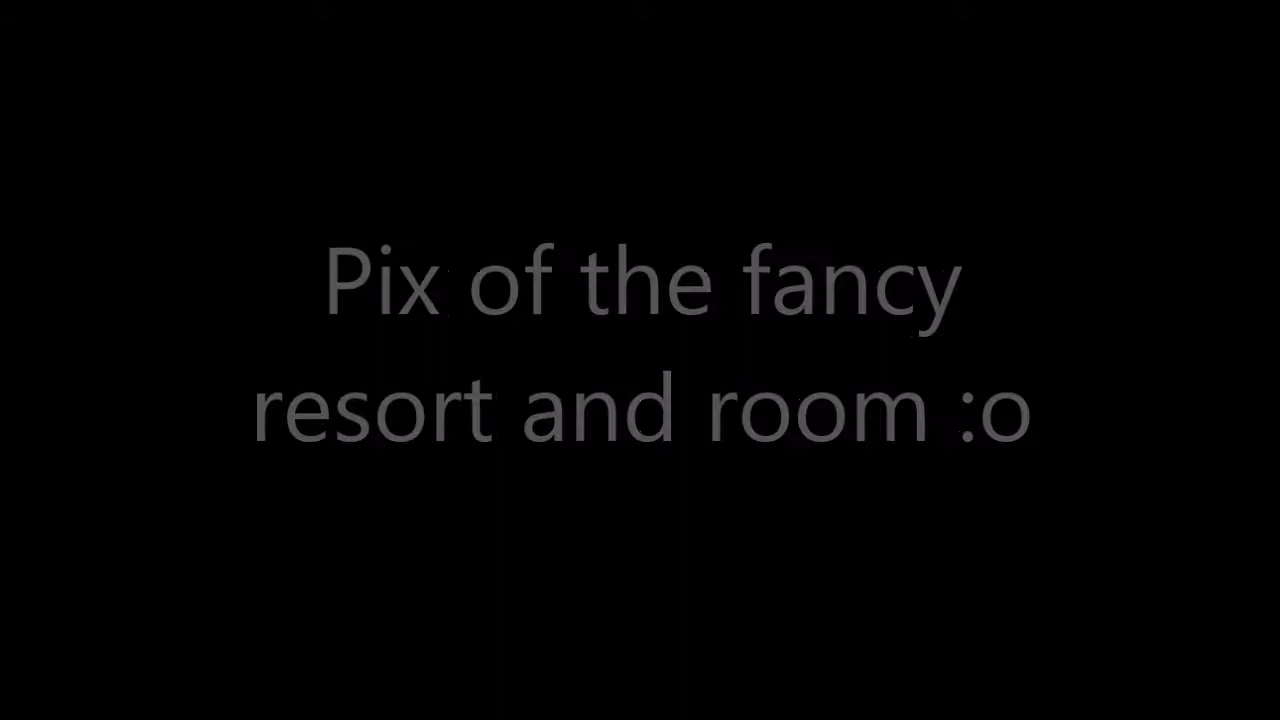 Pix of the fancy
resort and room :o